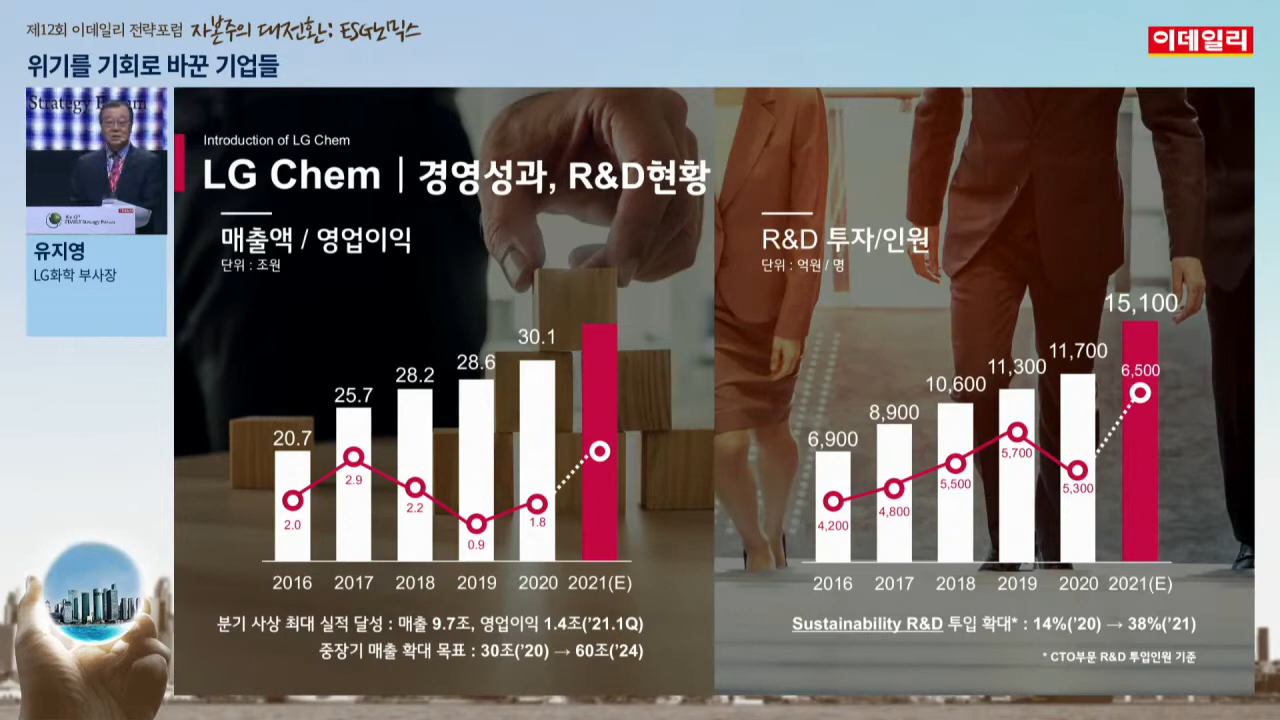 제12회 이데일리 전략포럼 자본주의 대전환: ESG노믹스
이데일리
위기를 기회로 바꾼 기업들
Strategy Forum
유지영
LG화학 부사장
Introduction of LG Chem
LG Chem | 경영성과, R&D현황
매출액 / 영업이익
단위 : 조원
20.7
25.7
28.2
28.6
30.1
2.0
2.9
2.2
0.9
1.8
2016 2017 2018 2019 2020 2021(E)
분기 사상 최대 실적 달성 : 매출 9.7조, 영업이익 1.4조(’21.1Q)
중장기 매출 확대 목표 : 30조(’20) → 60조(’24)
R&D 투자/인원
단위 : 억원 / 명
6,900
8,900
10,600
11,300
11,700
15,100
4,200
4,800
5,500
5,700
5,300
6,500
2016 2017 2018 2019 2020 2021(E)
Sustainability R&D 투입 확대* : 14%(’20) → 38%(’21)
* CTO부문 R&D 투입인원 기준